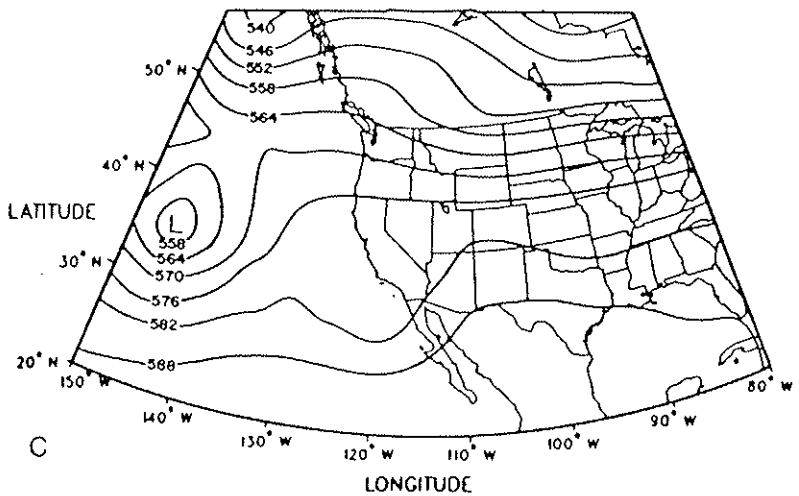 540
546
552
558
564
50° N
40° N
LATITUDE
L
558
564
30° N
570
576
582
588
20° N
150° W
140° W
130° W
120° W
110° W
100° W
90° W
80° W
C
LONGITUDE